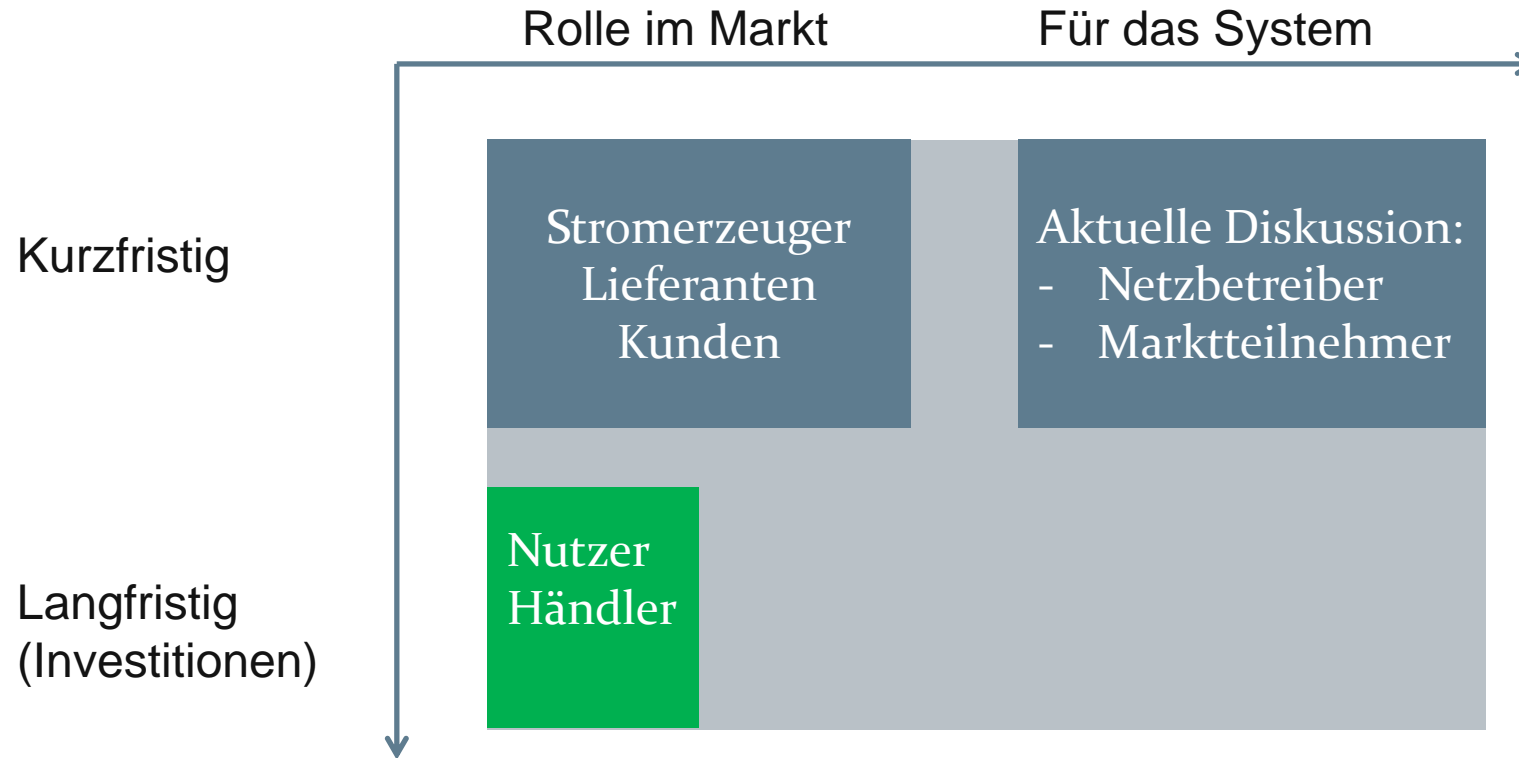 Rolle im Markt
Für das System
Kurzfristig
Stromerzeuger
Lieferanten
Kunden
Aktuelle Diskussion:
- Netzbetreiber
- Marktteilnehmer
Langfristig
(Investitionen)
Nutzer
Händler